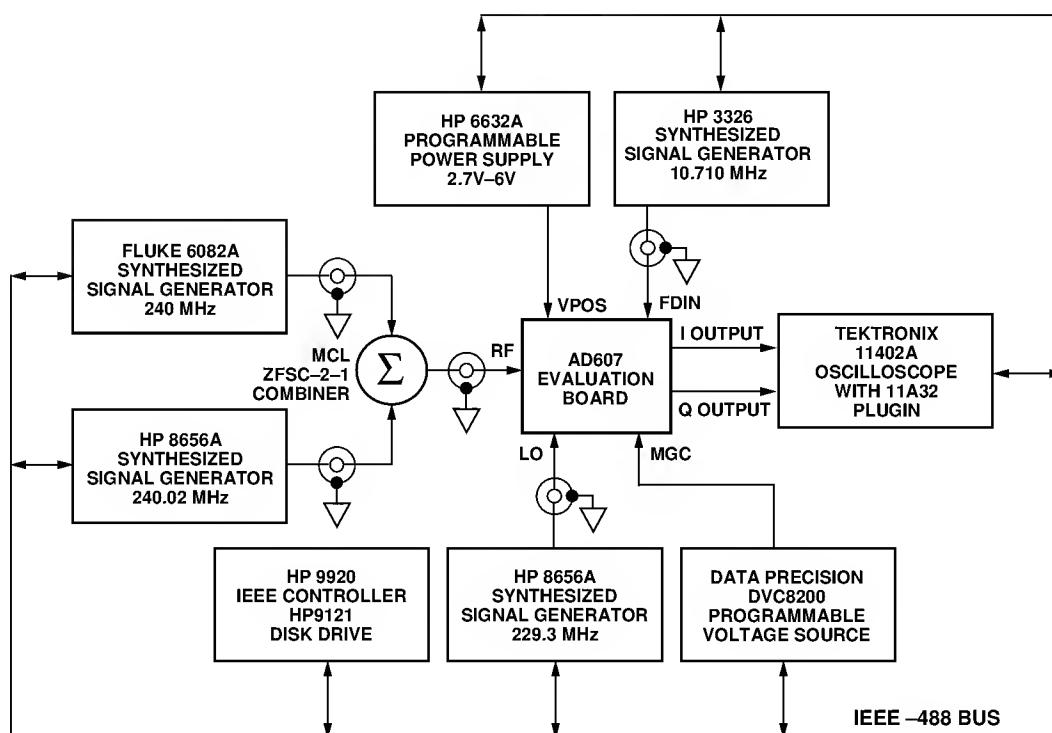 HP 6632A
PROGRAMMABLE
POWER SUPPLY
2.7V–6V
HP 3326
SYNTHESIZED
SIGNAL GENERATOR
10.710 MHz
FLUKE 6082A
SYNTHESIZED
SIGNAL GENERATOR
240 MHz
VPOS
FDIN
MCL
ZFSC–2–1
COMBINER
Σ
RF
AD607
EVALUATION
BOARD
I OUTPUT
Q OUTPUT
TEKTRONIX
11402A
OSCILLOSCOPE
WITH 11A32
PLUGIN
HP 8656A
SYNTHESIZED
SIGNAL GENERATOR
240.02 MHz
LO
MGC
HP 9920
IEEE CONTROLLER
HP9121
DISK DRIVE
HP 8656A
SYNTHESIZED
SIGNAL GENERATOR
229.3 MHz
DATA PRECISION
DVC8200
PROGRAMMABLE
VOLTAGE SOURCE
IEEE –488 BUS